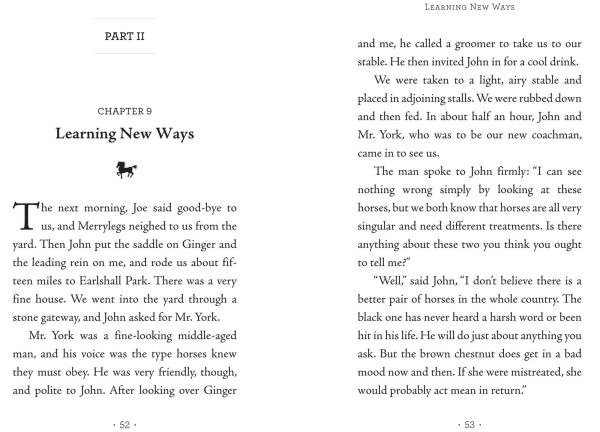 PART II
CHAPTER 9
Learning New Ways
The next morning, Joe said good-bye to
us, and Merrylegs neighed to us from the
yard. Then John put the saddle on Ginger and
the leading rein on me, and rode us about fif-
teen miles to Earlshall Park. There was a very
fine house. We went into the yard through a
stone gateway, and John asked for Mr. York.
Mr. York was a fine-looking middle-aged
man, and his voice was the type horses knew
they must obey. He was very friendly, though,
and polite to John. After looking over Ginger
· 52 ·
Learning New Ways
and me, he called a groomer to take us to our
stable. He then invited John in for a cool drink.
We were taken to a light, airy stable and
placed in adjoining stalls. We were rubbed down
and then fed. In about half an hour, John and
Mr. York, who was to be our new coachman,
came in to see us.
The man spoke to John firmly: “I can see
nothing wrong simply by looking at these
horses, but we both know that horses are all very
singular and need different treatments. Is there
anything about these two you think you ought
to tell me?”
“Well,” said John, “I don’t believe there is a
better pair of horses in the whole country. The
black one has never heard a harsh word or been
hit in his life. He will do just about anything you
ask. But the brown chestnut does get in a bad
mood now and then. If she were mistreated, she
would probably act mean in return.”
· 53 ·